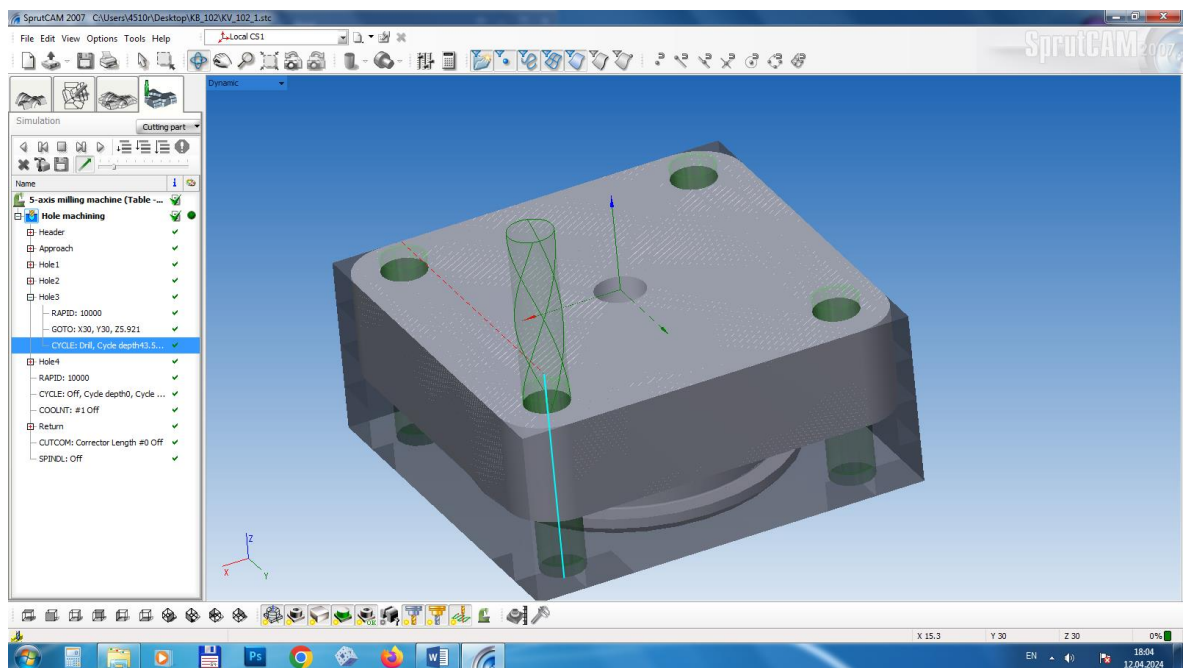 SprutCAM 2007 C:\Users\4510r\Desktop\KB_102\KV_102_1.stc
File Edit View Options Tools Help
Local CS1
SprutCAM 2007
Dynamic
Simulation
Cutting part
Name
5-axis milling machine (Table -...
Hole machining
Header
Approach
Hole1
Hole2
Hole3
RAPID: 10000
GOTO: X30, Y30, Z5.921
CYCLE: Drill, Cycle depth43.5...
Hole4
RAPID: 10000
CYCLE: Off, Cycle depth0, Cycle ...
COOLNT: #1 Off
Return
CUTCOM: Corrector Length #0 Off
SPINDL: Off
Z
X
Y
OK
X 15.3 Y 30 Z 30 0%
Ps
W
EN
18:04
12.04.2024